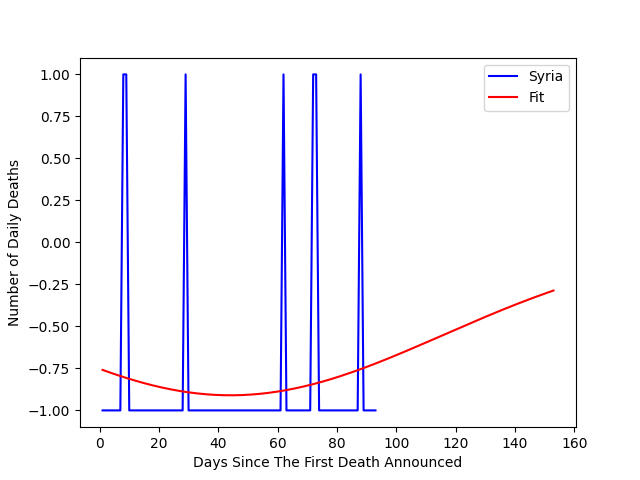 Syria
Fit
1.00
0.75
0.50
0.25
0.00
−0.25
−0.50
−0.75
−1.00
Number of Daily Deaths
0 20 40 60 80 100 120 140 160
Days Since The First Death Announced